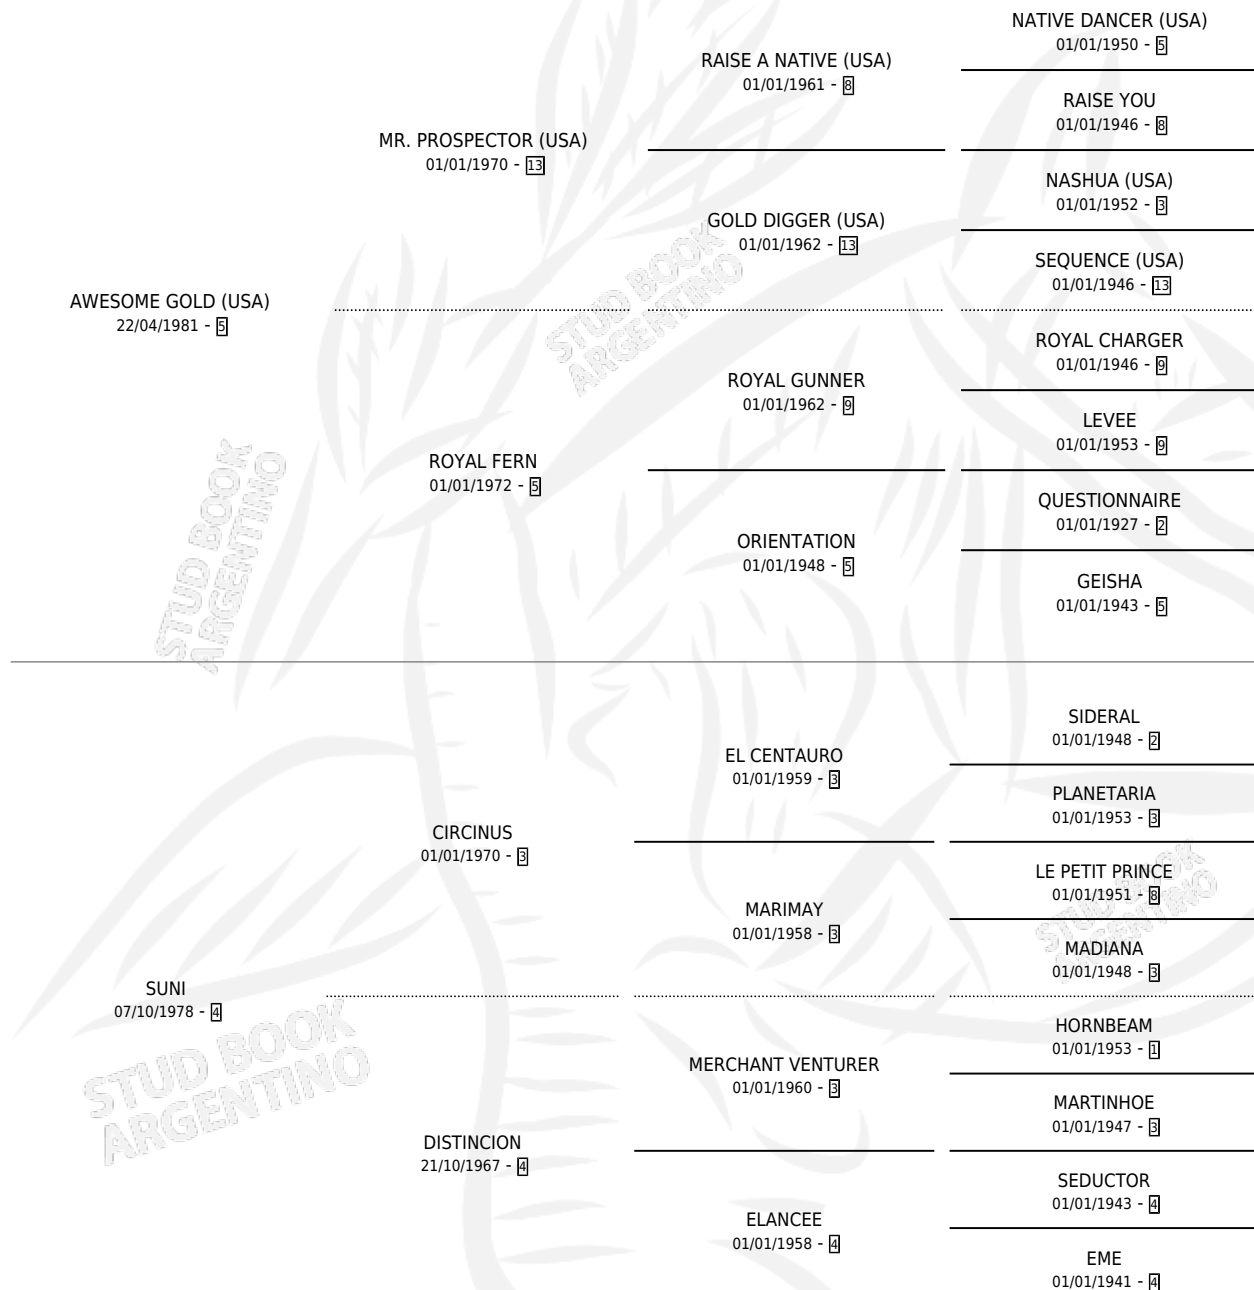 NATIVE DANCER (USA)
01/01/1950 - 5
RAISE A NATIVE (USA)
01/01/1961 - 8
RAISE YOU
01/01/1946 - 8
MR. PROSPECTOR (USA)
01/01/1970 - 13
NASHUA (USA)
01/01/1952 - 3
GOLD DIGGER (USA)
01/01/1962 - 13
SEQUENCE (USA)
01/01/1946 - 13
AWESOME GOLD (USA)
22/04/1981 - 5
STUD BOOK
ARGENTINO
ROYAL CHARGER
01/01/1946 - 9
ROYAL GUNNER
01/01/1962 - 9
LEVEE
01/01/1953 - 9
ROYAL FERN
01/01/1972 - 5
QUESTIONNAIRE
01/01/1927 - 2
ORIENTATION
01/01/1948 - 5
GEISHA
01/01/1943 - 5
STUD BOOK
ARGENTINO
SIDERAL
01/01/1948 - 2
EL CENTAURO
01/01/1959 - 3
PLANETARIA
01/01/1953 - 3
CIRCINUS
01/01/1970 - 3
LE PETIT PRINCE
01/01/1951 - 8
MARIMAY
01/01/1958 - 3
MADIANA
01/01/1948 - 3
STUD BOOK
ARGENTINO
SUNI
07/10/1978 - 4
HORNBEAM
01/01/1953 - 1
MERCHANT VENTURER
01/01/1960 - 3
MARTINHOE
01/01/1947 - 3
DISTINCION
21/10/1967 - 4
SEDUCTOR
01/01/1943 - 4
ELANCEE
01/01/1958 - 4
EME
01/01/1941 - 4
STUD BOOK
ARGENTINO